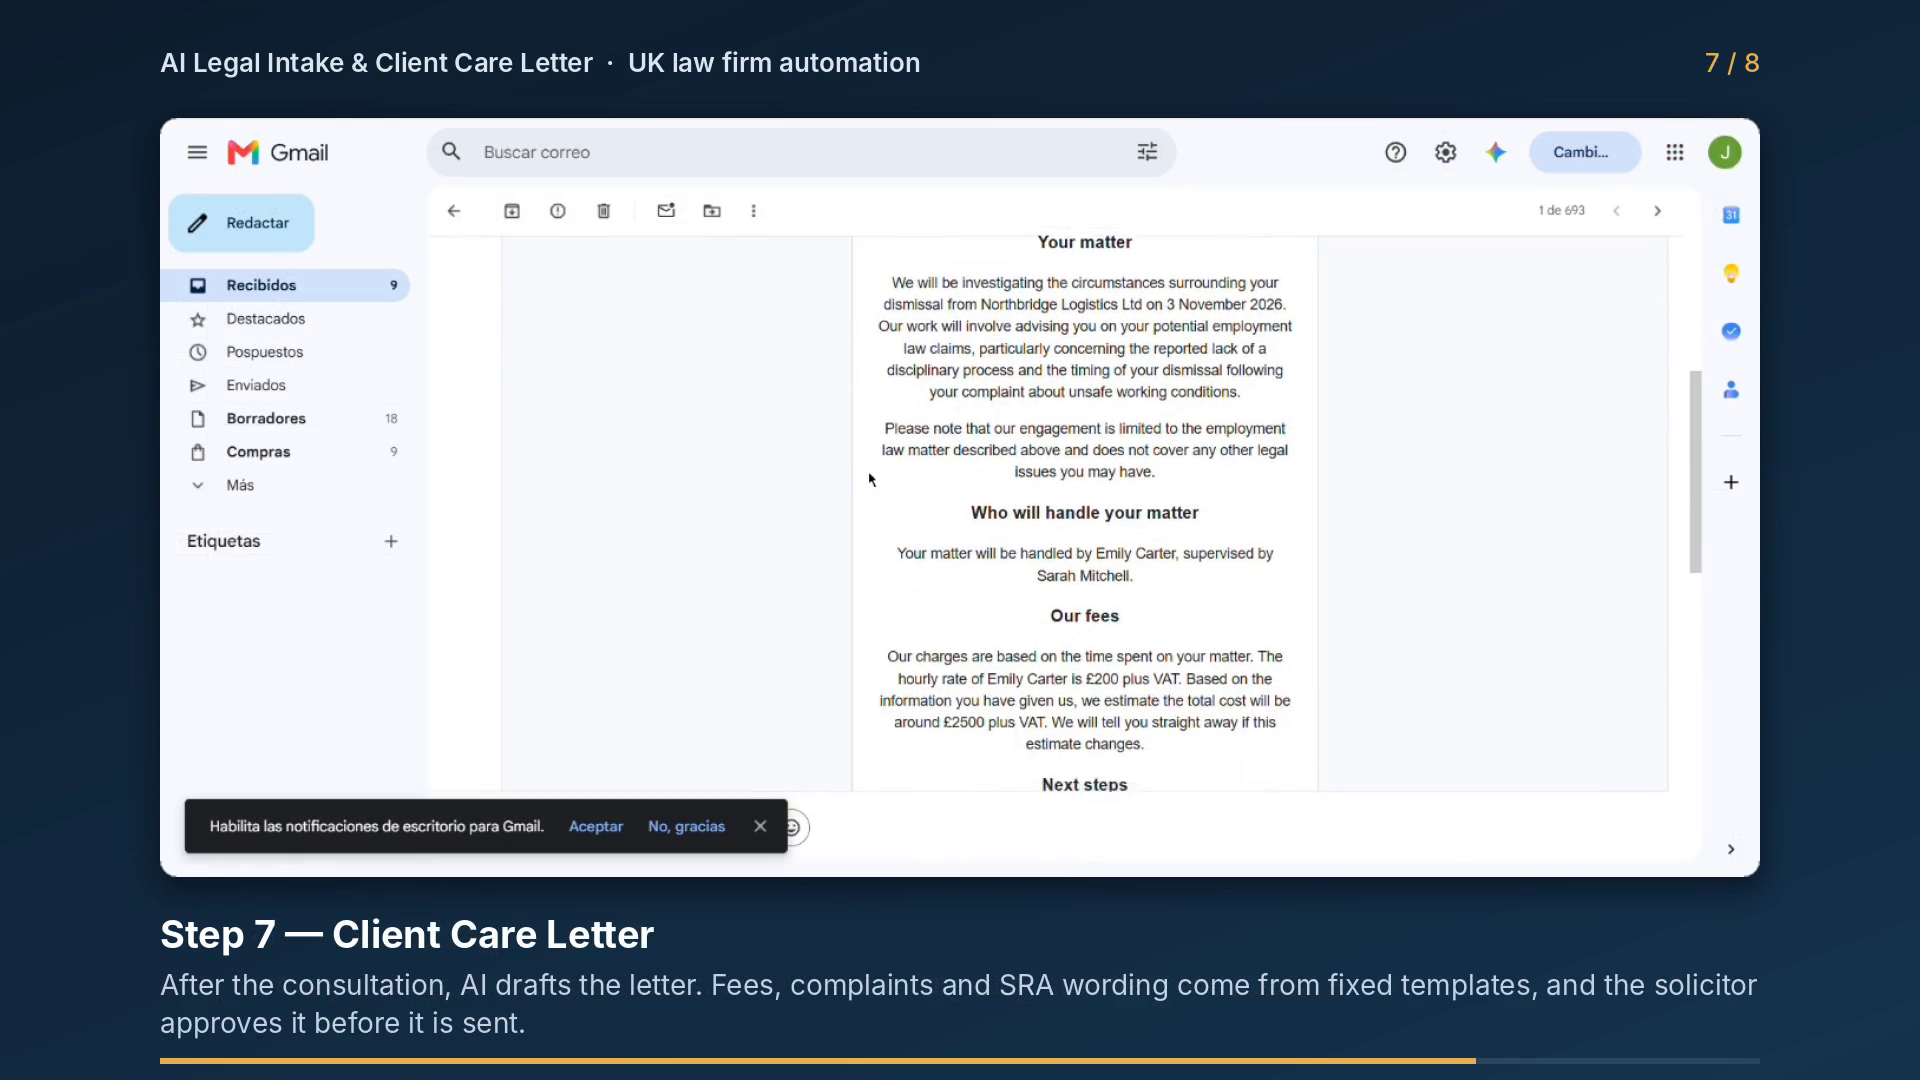 AI Legal Intake & Client Care Letter · UK law firm automation
7 / 8
Gmail
Buscar correo
Cambi...
J
Redactar
1 de 693
31
Recibidos 9
Destacados
Pospuestos
Enviados
Borradores 18
Compras 9
Más
Etiquetas
Your matter
We will be investigating the circumstances surrounding your
dismissal from Northbridge Logistics Ltd on 3 November 2026.
Our work will involve advising you on your potential employment
law claims, particularly concerning the reported lack of a
disciplinary process and the timing of your dismissal following
your complaint about unsafe working conditions.
Please note that our engagement is limited to the employment
law matter described above and does not cover any other legal
issues you may have.
Who will handle your matter
Your matter will be handled by Emily Carter, supervised by
Sarah Mitchell.
Our fees
Our charges are based on the time spent on your matter. The
hourly rate of Emily Carter is £200 plus VAT. Based on the
information you have given us, we estimate the total cost will be
around £2500 plus VAT. We will tell you straight away if this
estimate changes.
Next steps
Habilita las notificaciones de escritorio para Gmail. Aceptar No, gracias
Step 7 — Client Care Letter
After the consultation, AI drafts the letter. Fees, complaints and SRA wording come from fixed templates, and the solicitor
approves it before it is sent.